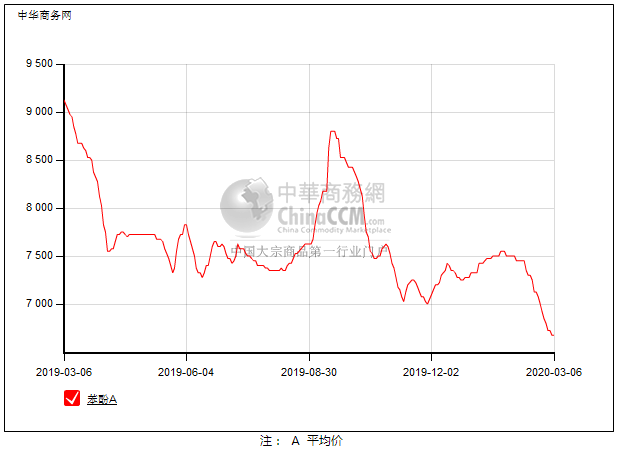 中华商务网
9 500
9 000
8 500
8 000
7 500
7 000
中華商務網
ChinaCCM.com
China Commodity Marketplace
中国大宗商品第一行业门户
2019-03-06
2019-06-04
2019-08-30
2019-12-02
2020-03-06
苯酚A
注： A 平均价